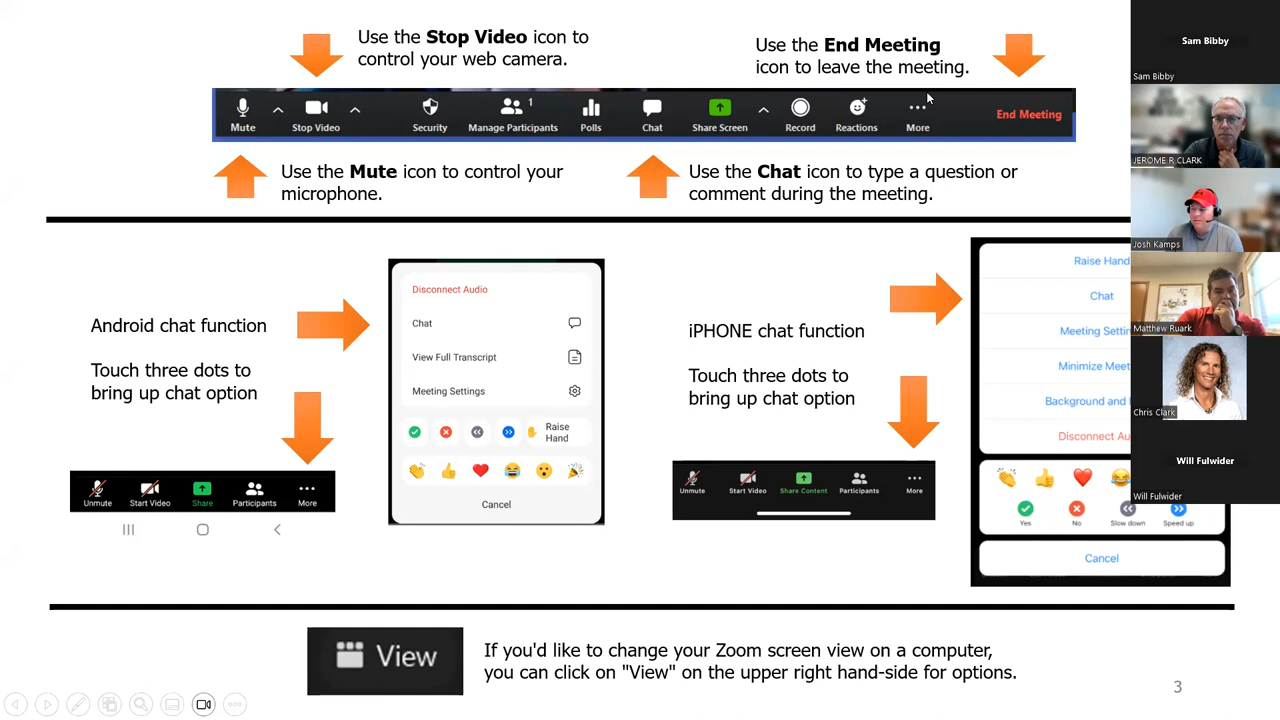 Use the Stop Video icon to
control your web camera.
Use the End Meeting
icon to leave the meeting.
Mute
Stop Video
Security
1
Manage Participants
Polls
Chat
Share Screen
Record
Reactions
More
End Meeting
Use the Mute icon to control your
microphone.
Use the Chat icon to type a question or
comment during the meeting.
Android chat function
Touch three dots to
bring up chat option
Unmute
Start Video
Share
Participants
More
Disconnect Audio
Chat
View Full Transcript
Meeting Settings
Raise
Hand
Cancel
iPHONE chat function
Touch three dots to
bring up chat option
Unmute
Start Video
Share Content
Participants
More
Raise Hand
Chat
Meeting
Minimize
Background and
Disconnect
Yes
No
Slow down
Speed up
Cancel
View
If you'd like to change your Zoom screen view on a computer,
you can click on "View" on the upper right hand-side for options.
3
Sam Bibby
Sam Bibby
JEROME R CLARK
Josh Kamps
Matthew Ruark
Chris Clark
Will Fulwider
Will Fulwider